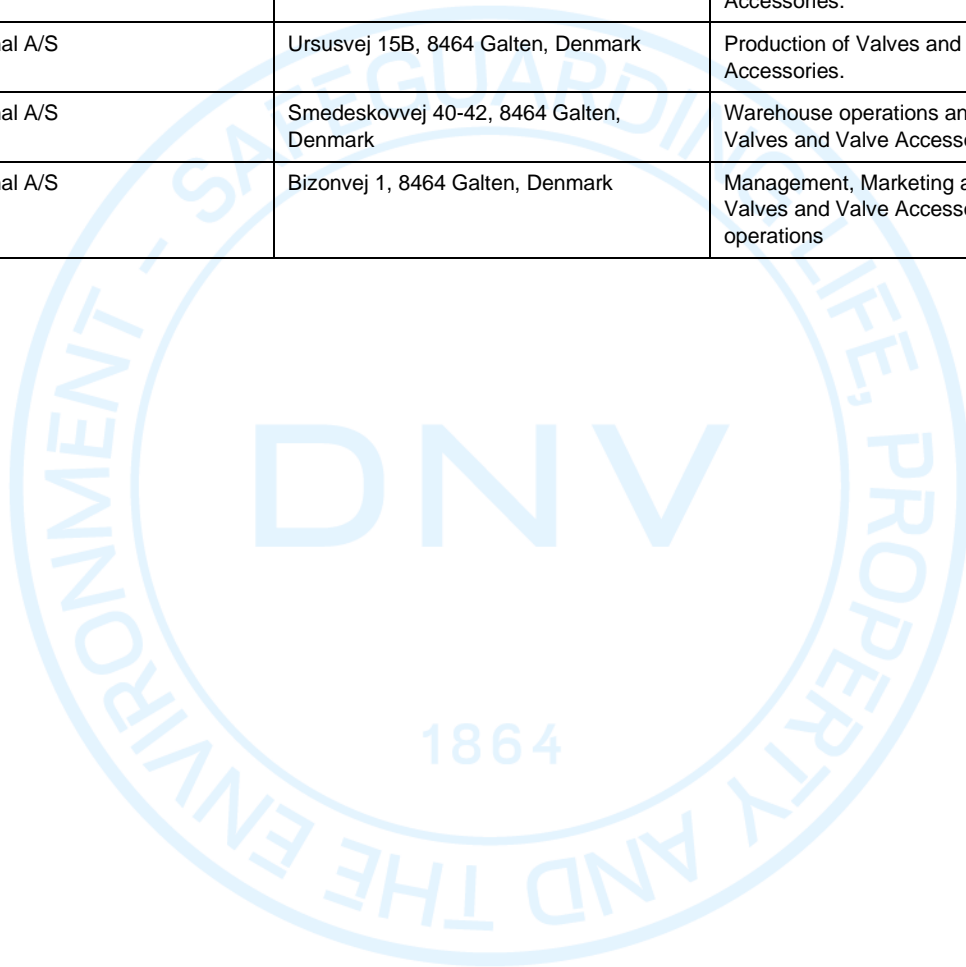 Accessories.
al A/S
Ursusvej 15B, 8464 Galten, Denmark
Production of Valves and
Accessories.
al A/S
Smedeskovvej 40-42, 8464 Galten,
Denmark
Warehouse operations an
Valves and Valve Access
al A/S
Bizonvej 1, 8464 Galten, Denmark
Management, Marketing a
Valves and Valve Access
operations
SAFEGUARDING LIFE, PROPERTY AND THE ENVIRONMENT -
DNV
1864